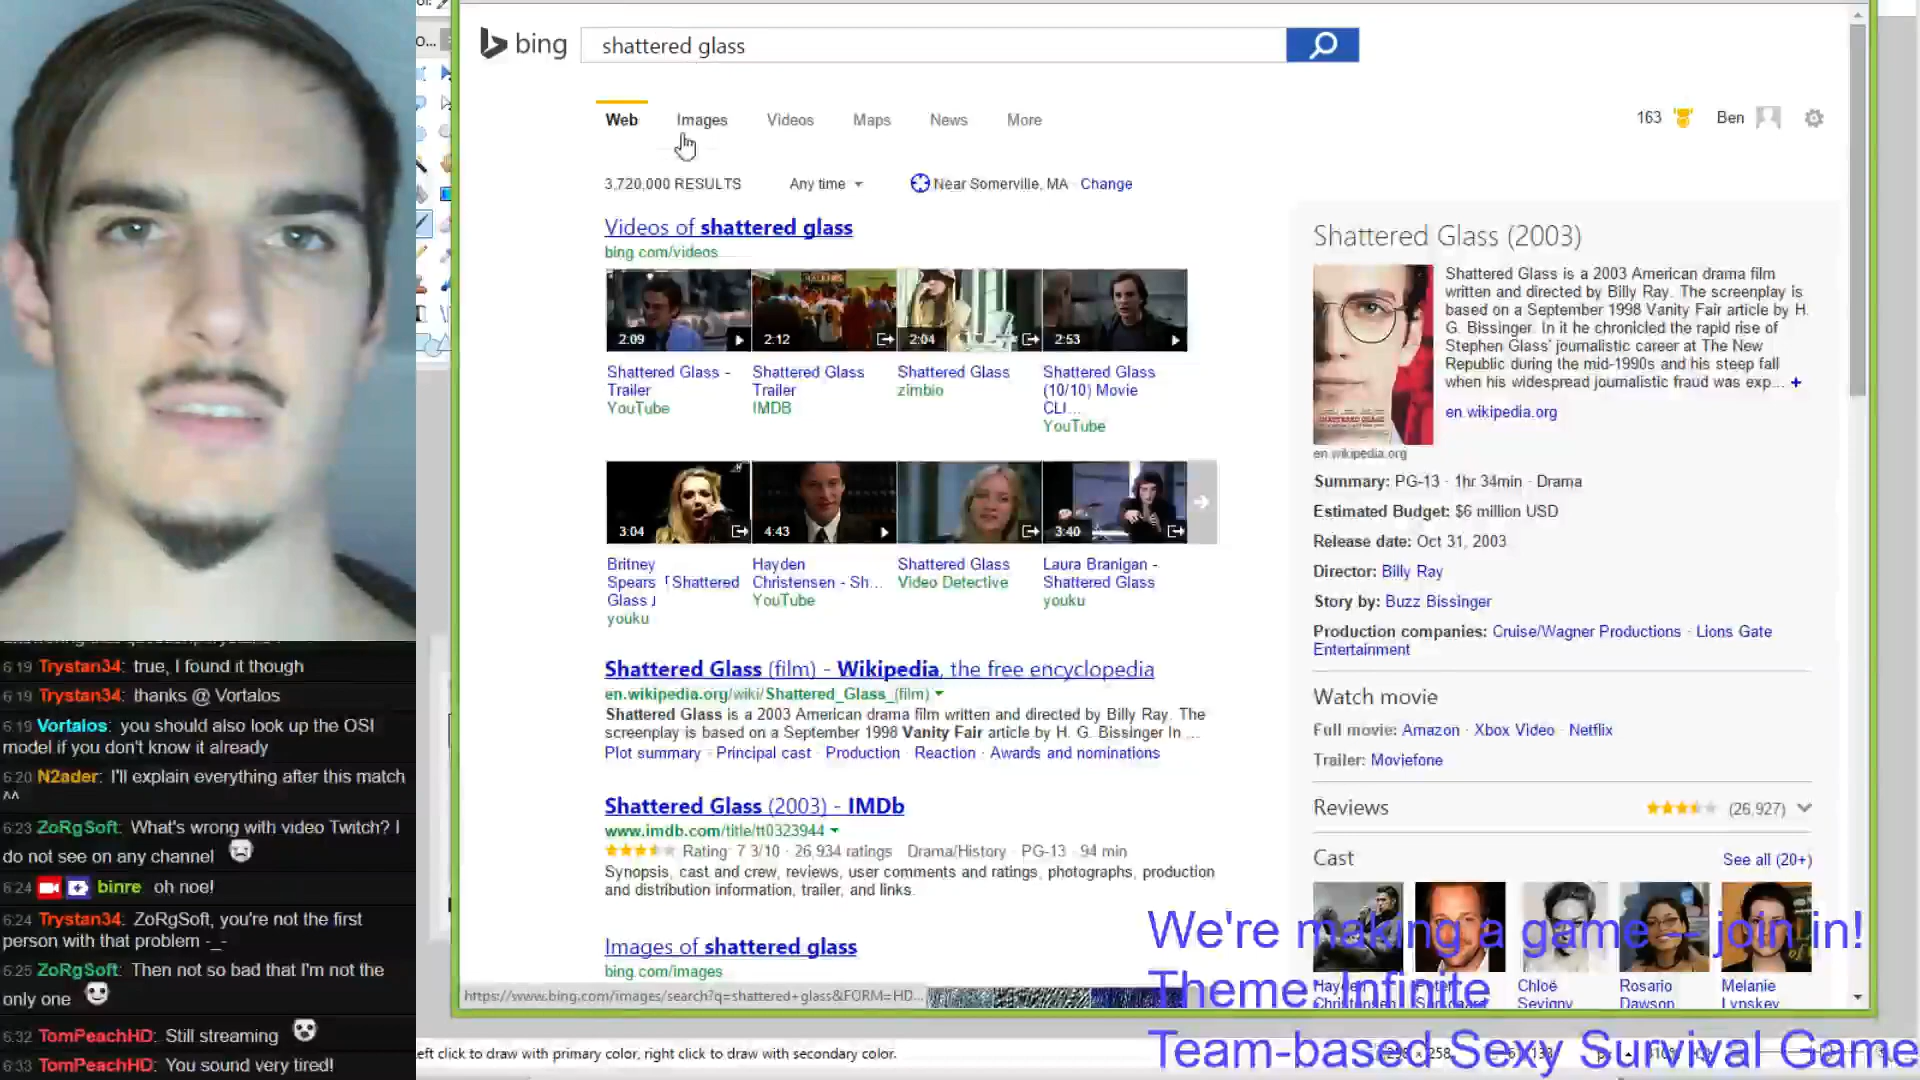 bing
shattered glass
Web Images Videos Maps News More
163 Ben
3,720,000 RESULTS Any time Near Somerville, MA · Change
Videos of shattered glass
bing.com/videos
2:09 2:12 2:04 2:53
Shattered Glass - Trailer
YouTube
Shattered Glass Trailer
IMDB
Shattered Glass
zimbio
Shattered Glass (10/10) Movie CLI...
YouTube
3:04 4:43 3:40
Britney Spears「Shattered Glass」
youku
Hayden Christensen - Sh...
YouTube
Shattered Glass
Video Detective
Laura Branigan - Shattered Glass
youku
Shattered Glass (film) - Wikipedia, the free encyclopedia
en.wikipedia.org/wiki/Shattered_Glass_(film)
Shattered Glass is a 2003 American drama film written and directed by Billy Ray. The
screenplay is based on a September 1998 Vanity Fair article by H. G. Bissinger. In ...
Plot summary · Principal cast · Production · Reaction · Awards and nominations
Shattered Glass (2003) - IMDb
www.imdb.com/title/tt0323944
Rating: 7.3/10 · 26,934 ratings Drama/History · PG-13 · 94 min
Synopsis, cast and crew, reviews, user comments and ratings, photographs, production
and distribution information, trailer, and links.
Images of shattered glass
bing.com/images
https://www.bing.com/images/search?q=shattered+glass&FORM=HD...
Shattered Glass (2003)
Shattered Glass is a 2003 American drama film
written and directed by Billy Ray. The screenplay is
based on a September 1998 Vanity Fair article by H.
G. Bissinger. In it he chronicled the rapid rise of
Stephen Glass' journalistic career at The New
Republic during the mid-1990s and his steep fall
when his widespread journalistic fraud was exp... +
en.wikipedia.org
en.wikipedia.org
Summary: PG-13 · 1hr 34min · Drama
Estimated Budget: $6 million USD
Release date: Oct 31, 2003
Director: Billy Ray
Story by: Buzz Bissinger
Production companies: Cruise/Wagner Productions · Lions Gate
Entertainment
Watch movie
Full movie: Amazon · Xbox Video · Netflix
Trailer: Moviefone
Reviews (26,927)
Cast See all (20+)
Hayden Christensen
Peter Sarsgaard
Chloë Sevigny
Rosario Dawson
Melanie Lynskey
We're making a game -- join in!
Theme: Infinite
Team-based Sexy Survival Game
6:19 Trystan34: true, I found it though
6:19 Trystan34: thanks @ Vortalos
6:19 Vortalos: you should also look up the OSI
model if you don't know it already
6:20 N2ader: I'll explain everything after this match
^^
6:23 ZoRgSoft: What's wrong with video Twitch? I
do not see on any channel
6:24 binre oh noe!
6:24 Trystan34: ZoRgSoft, you're not the first
person with that problem -_-
6:25 ZoRgSoft: Then not so bad that I'm not the
only one
6:32 TomPeachHD: Still streaming
6:33 TomPeachHD: You sound very tired!
eft click to draw with primary color, right click to draw with secondary color.